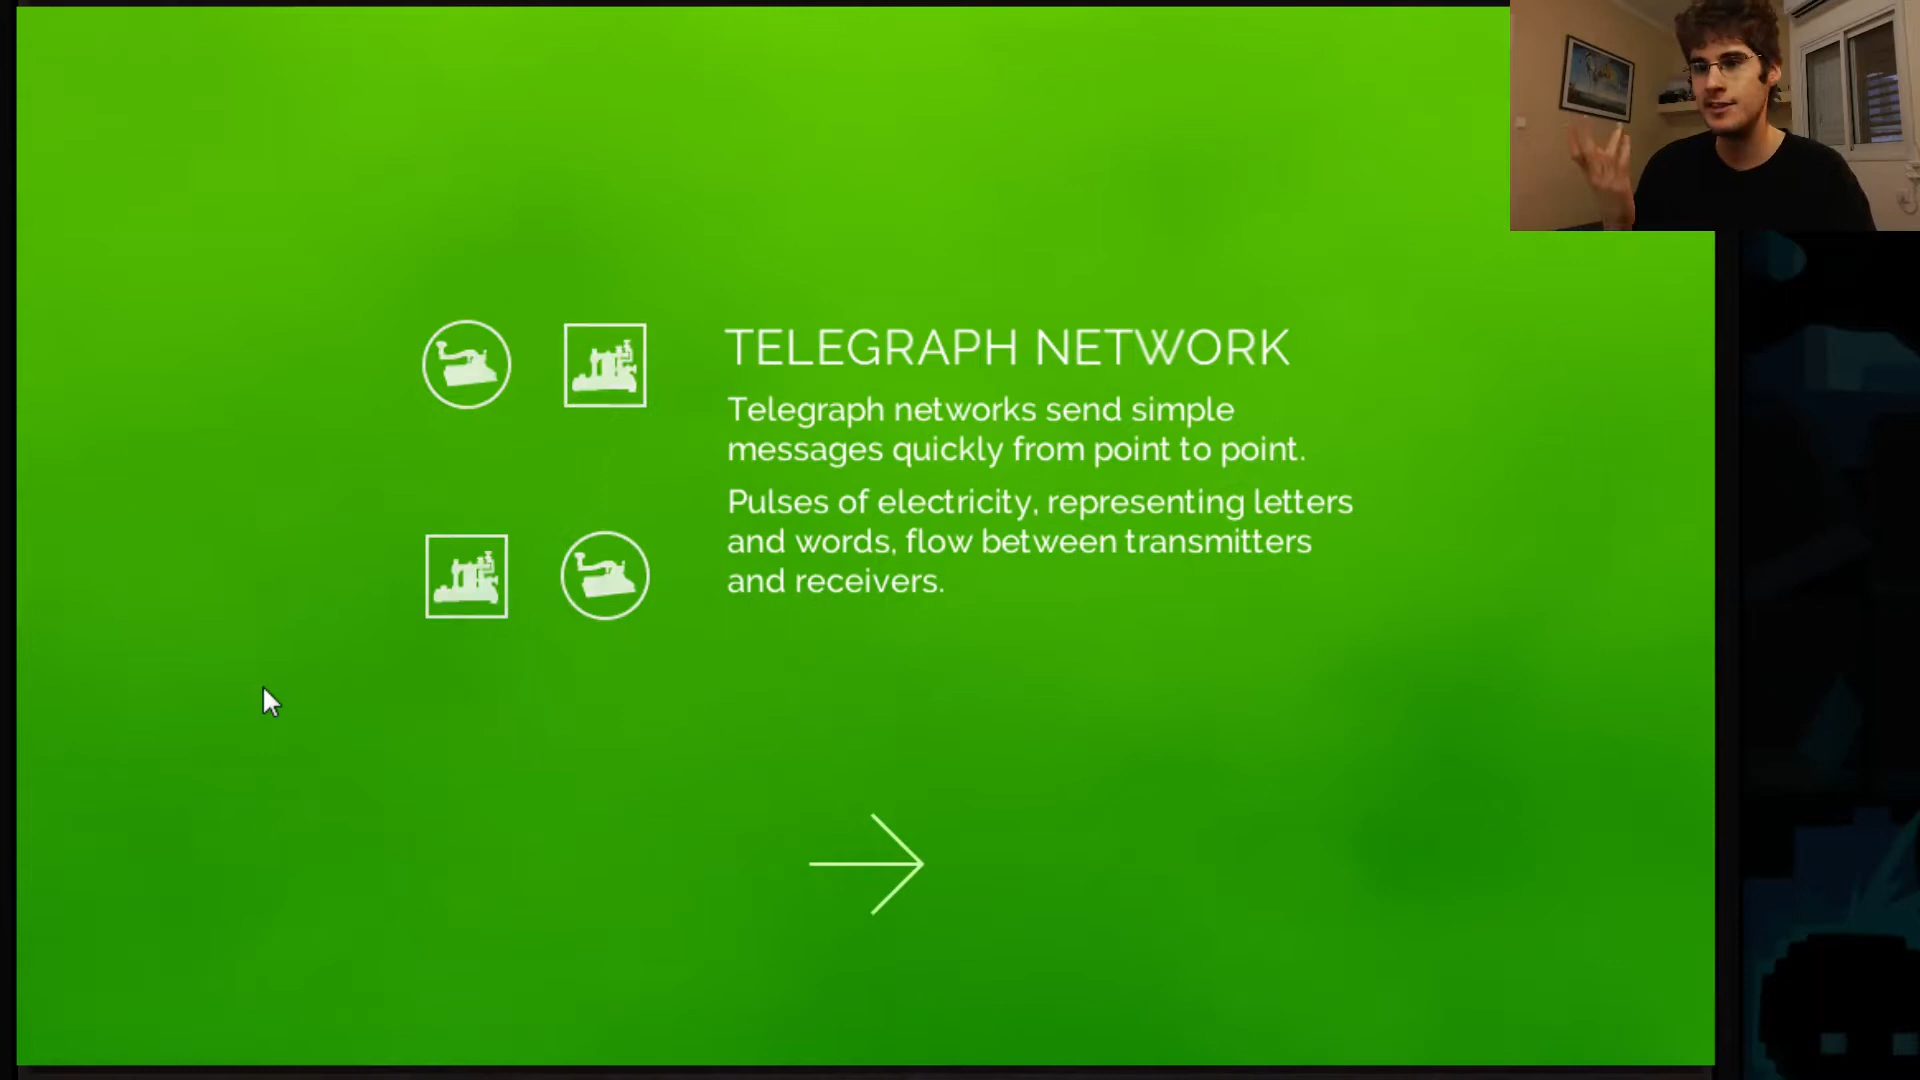 TELEGRAPH NETWORK
Telegraph networks send simple
messages quickly from point to point.
Pulses of electricity, representing letters
and words, flow between transmitters
and receivers.